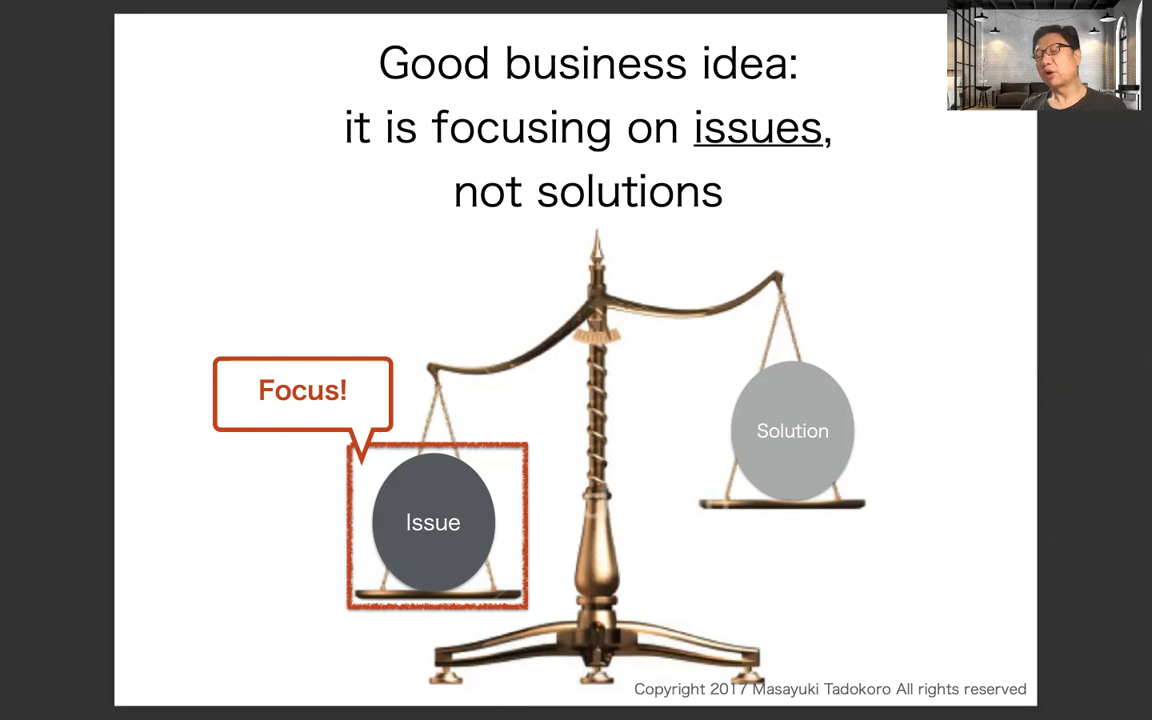 Good business idea:
it is focusing on issues,
not solutions
Focus!
Solution
Issue
Copyright 2017 Masayuki Tadokoro All rights reserved